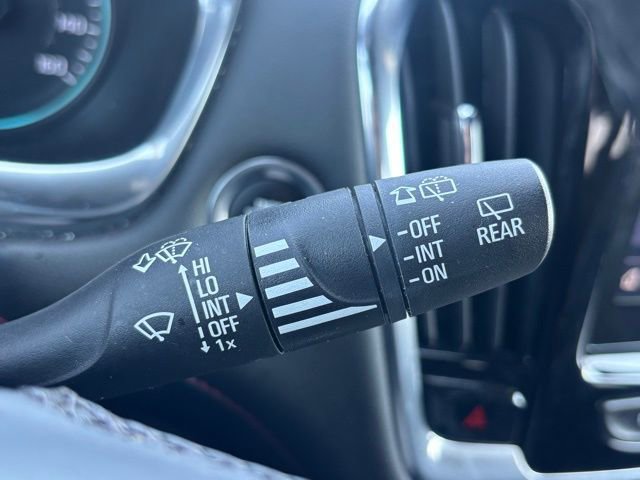 HI
LO
INT
OFF
1x
-OFF
-INT
-ON
REAR